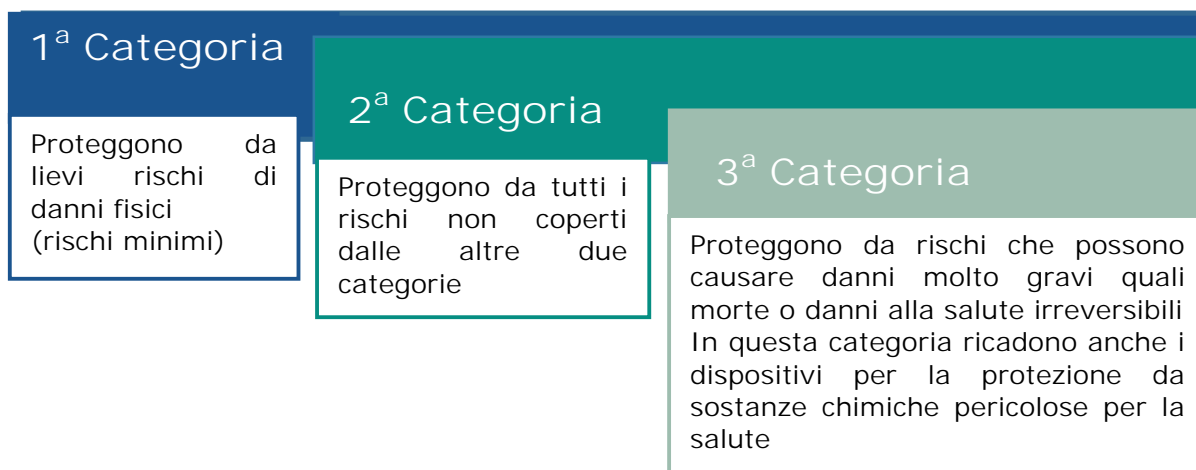 1ª Categoria
Proteggono da
lievi rischi di
danni fisici
(rischi minimi)
2ª Categoria
Proteggono da tutti i
rischi non coperti
dalle altre due
categorie
3ª Categoria
Proteggono da rischi che possono
causare danni molto gravi quali
morte o danni alla salute irreversibili
In questa categoria ricadono anche i
dispositivi per la protezione da
sostanze chimiche pericolose per la
salute